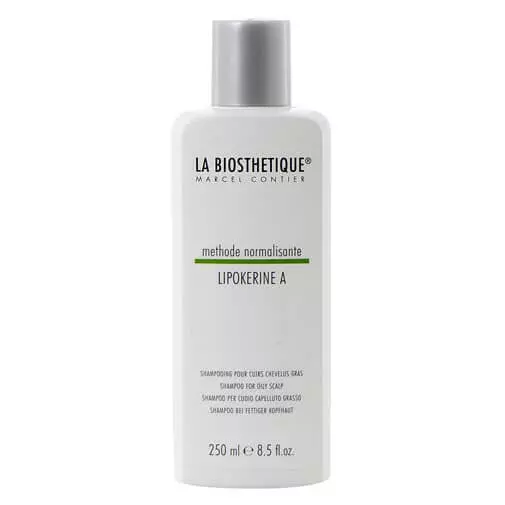 LA BIOSTHETIQUE®
MARCEL CONTIER
methode normalisante
LIPOKERINE A
SHAMPOOING POUR CUIRS CHEVELUS GRAS
SHAMPOO FOR OILY SCALP
SHAMPOO PER CUOIO CAPELLUTO GRASSO
SHAMPOO BEI FETTIGER KOPFHAUT
250 ml ℮ 8.5 fl.oz.